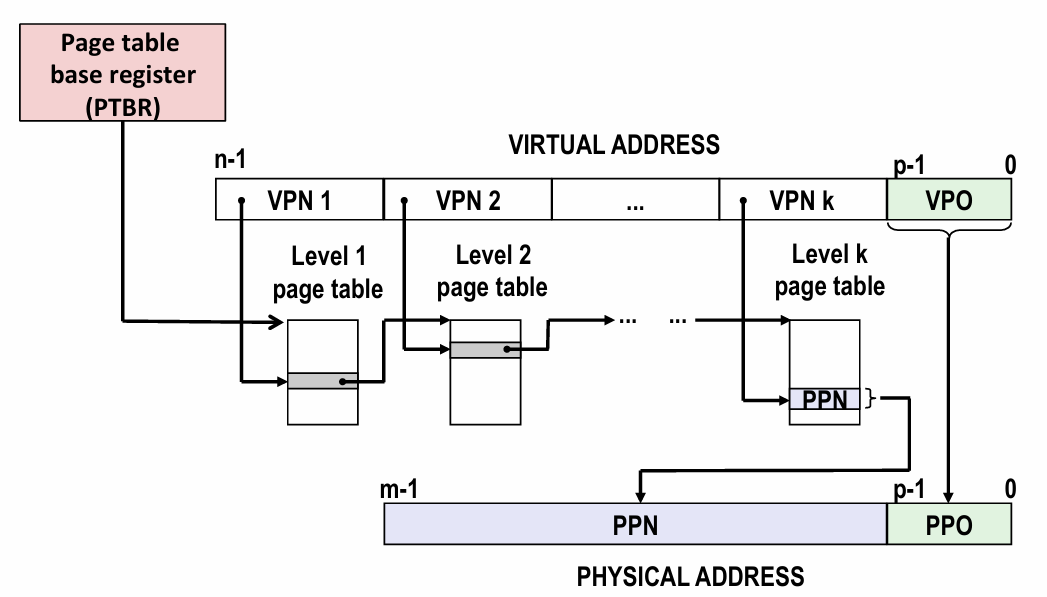 Page table
base register
(PTBR)
VIRTUAL ADDRESS
n-1
p-1
0
VPN 1
VPN 2
...
VPN k
VPO
Level 1
page table
Level 2
page table
Level k
page table
...
...
PPN
m-1
p-1
0
PPN
PPO
PHYSICAL ADDRESS